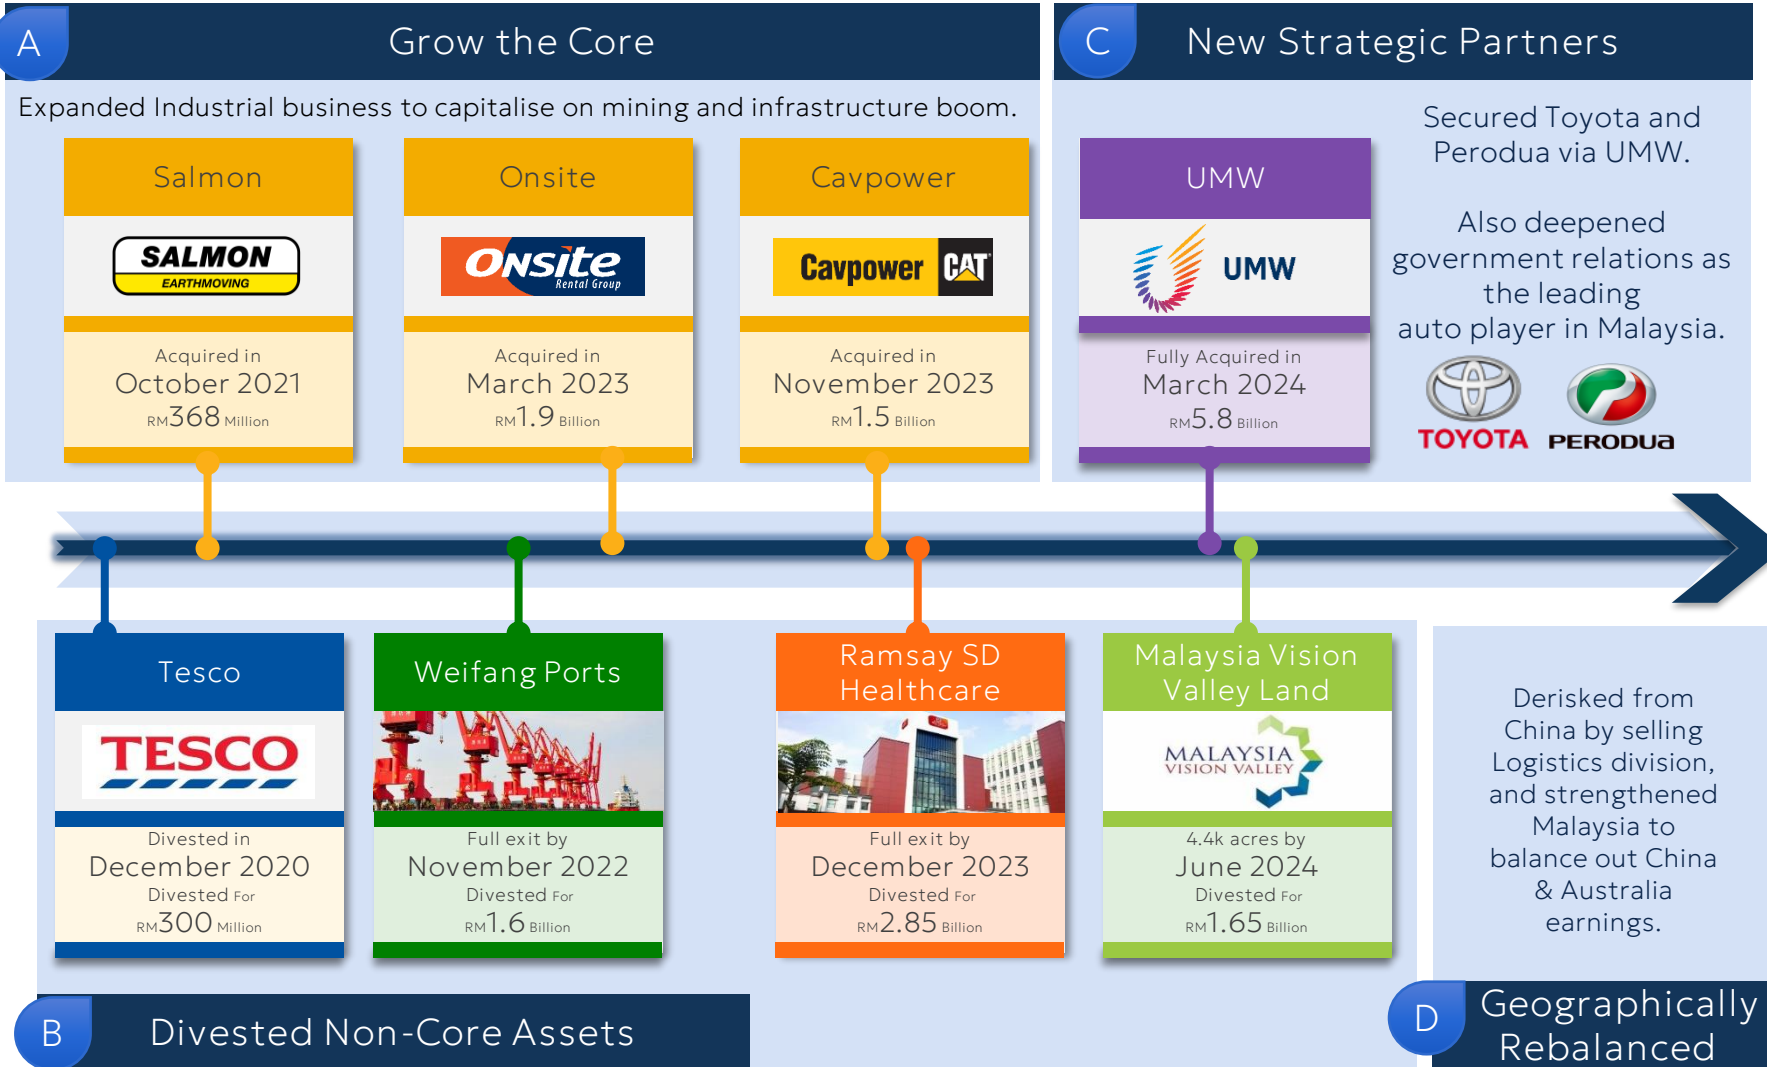 A
Grow the Core
Expanded Industrial business to capitalise on mining and infrastructure boom.
Salmon
SALMON
EARTHMOVING
Acquired in
October 2021
RM368 Million
Onsite
ONSITE
Rental Group
Acquired in
March 2023
RM1.9 Billion
Cavpower
Cavpower CAT
Acquired in
November 2023
RM1.5 Billion
C
New Strategic Partners
UMW
UMW
Fully Acquired in
March 2024
RM5.8 Billion
Secured Toyota and
Perodua via UMW.
Also deepened
government relations as
the leading
auto player in Malaysia.
TOYOTA
PERODUA
Tesco
TESCO
Divested in
December 2020
Divested For
RM300 Million
Weifang Ports
Full exit by
November 2022
Divested For
RM1.6 Billion
Ramsay SD
Healthcare
Full exit by
December 2023
Divested For
RM2.85 Billion
Malaysia Vision
Valley Land
MALAYSIA
VISION VALLEY
4.4k acres by
June 2024
Divested For
RM1.65 Billion
B
Divested Non-Core Assets
Derisked from
China by selling
Logistics division,
and strengthened
Malaysia to
balance out China
& Australia
earnings.
D
Geographically
Rebalanced